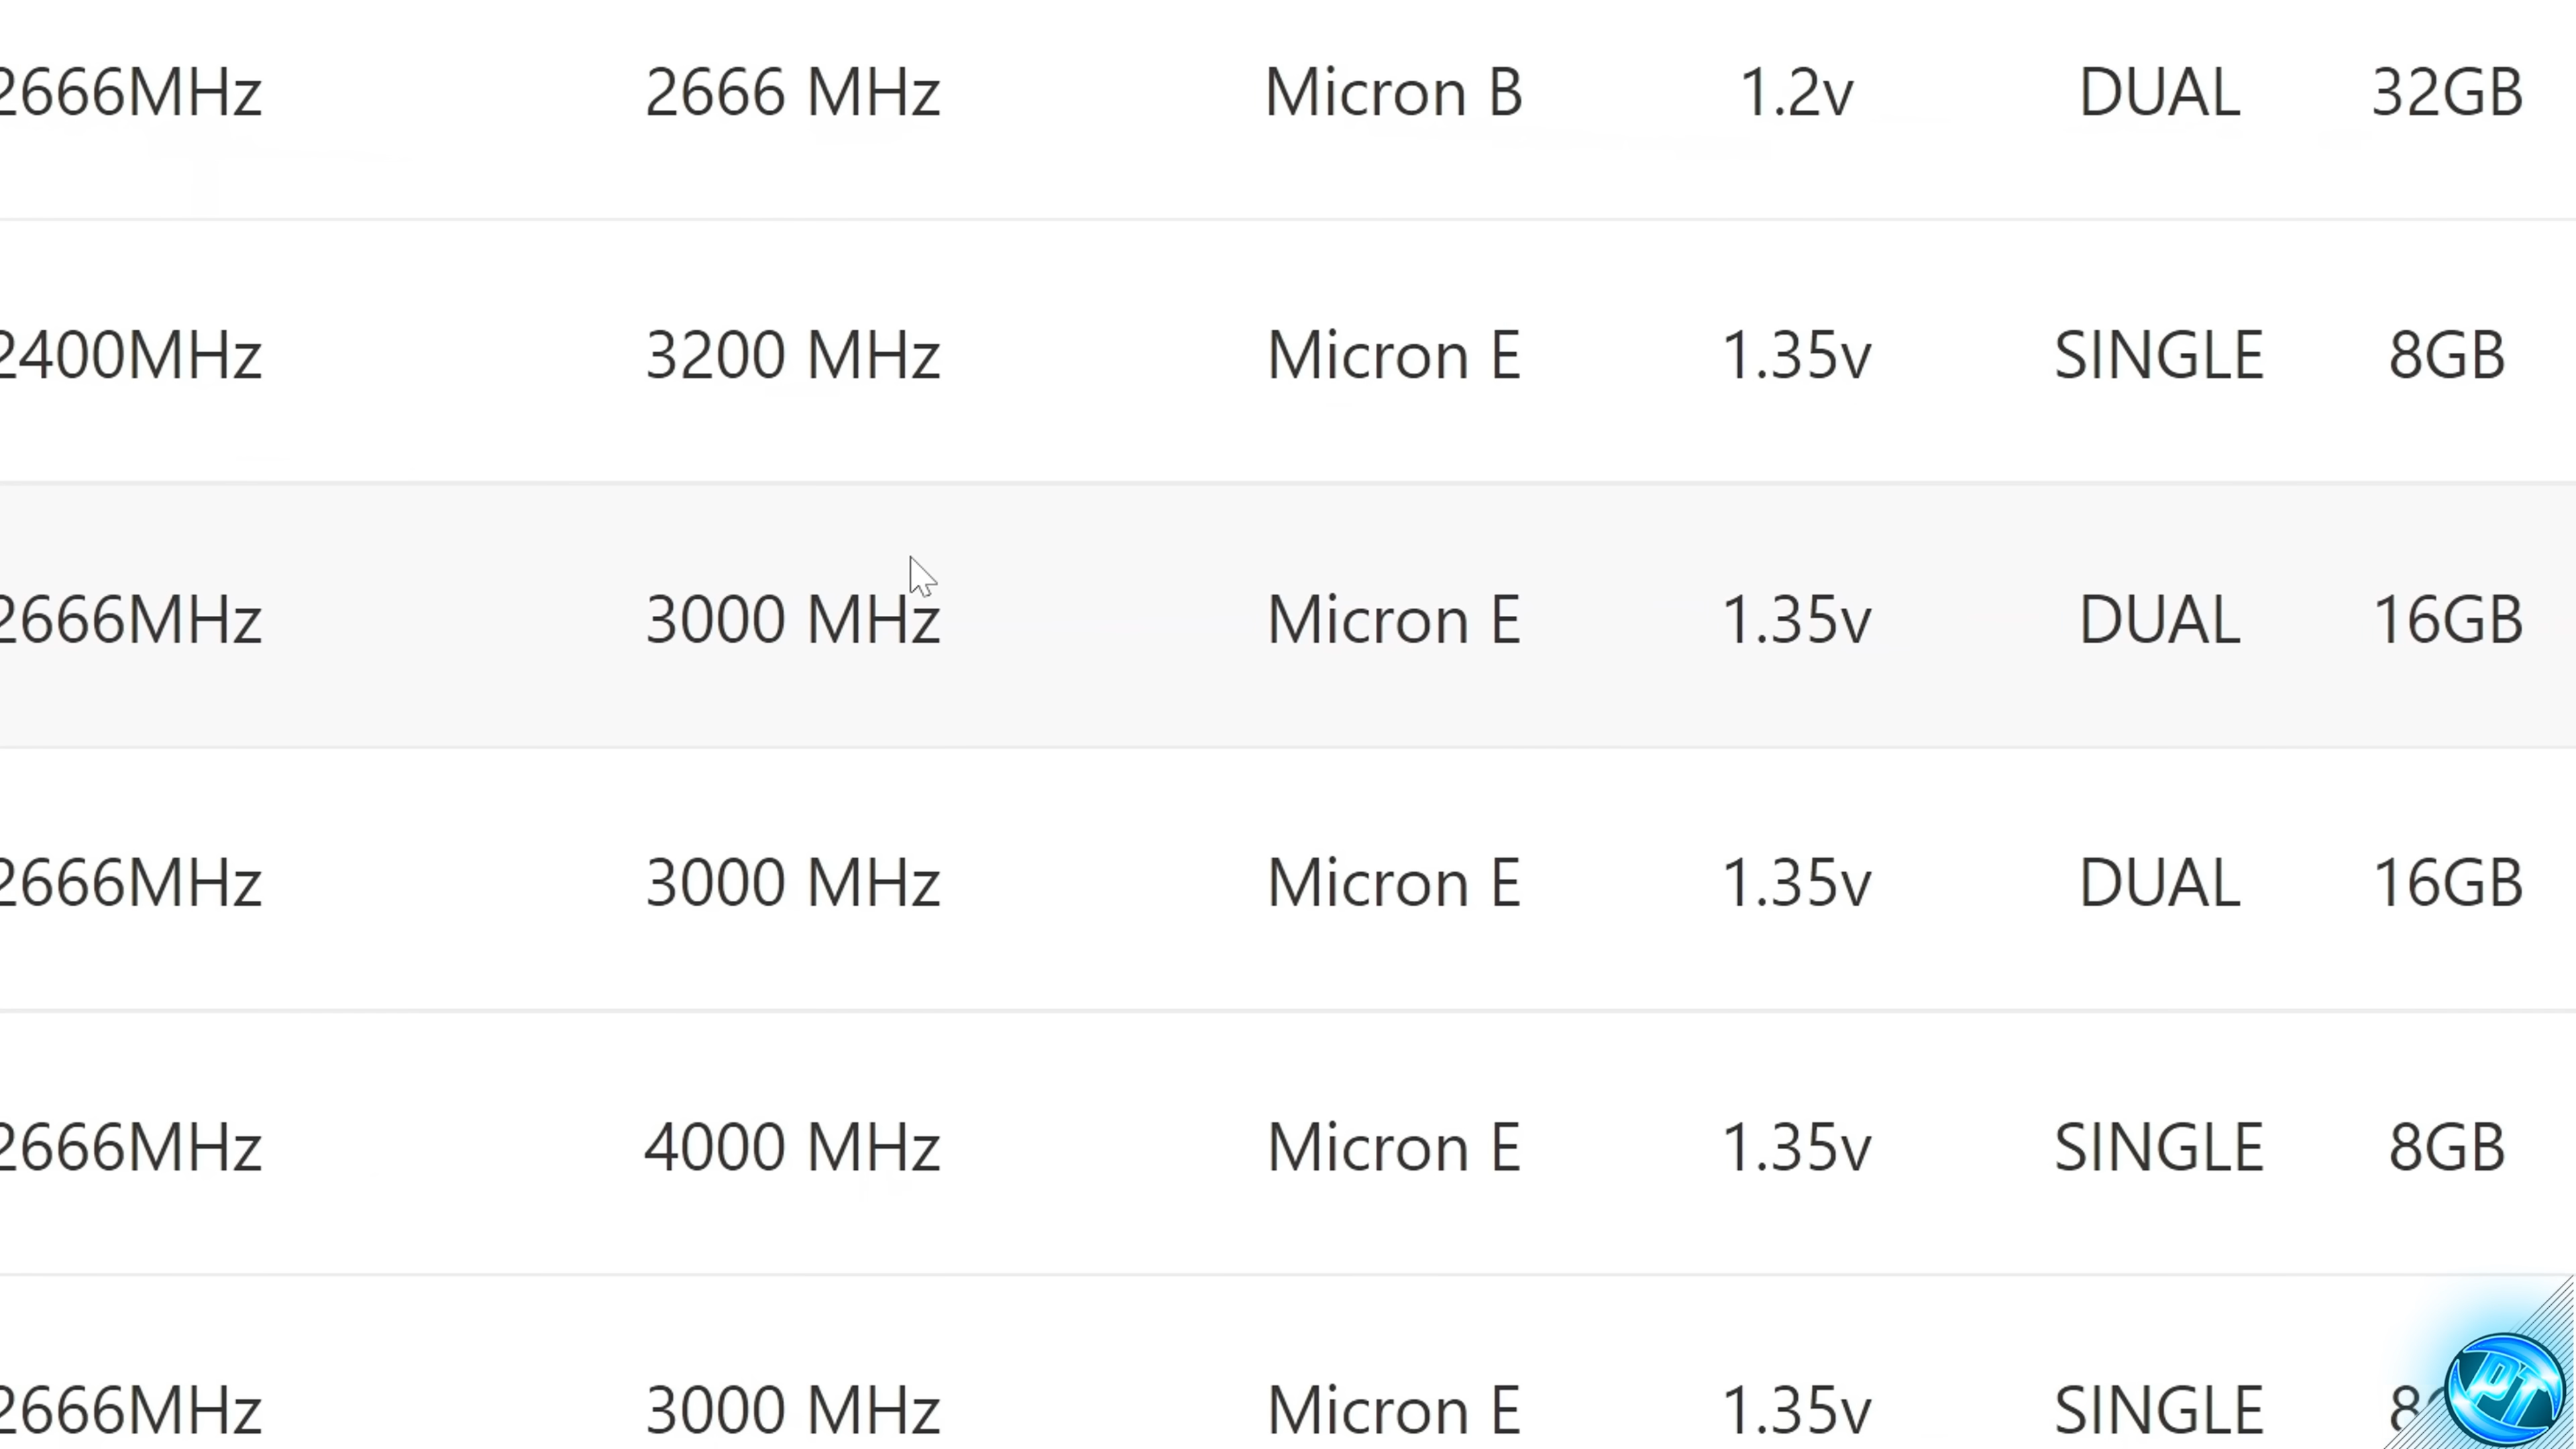 2666MHz 2666 MHz Micron B 1.2v DUAL 32GB
2400MHz 3200 MHz Micron E 1.35v SINGLE 8GB
2666MHz 3000 MHz Micron E 1.35v DUAL 16GB
2666MHz 3000 MHz Micron E 1.35v DUAL 16GB
2666MHz 4000 MHz Micron E 1.35v SINGLE 8GB
2666MHz 3000 MHz Micron E 1.35v SINGLE
PT